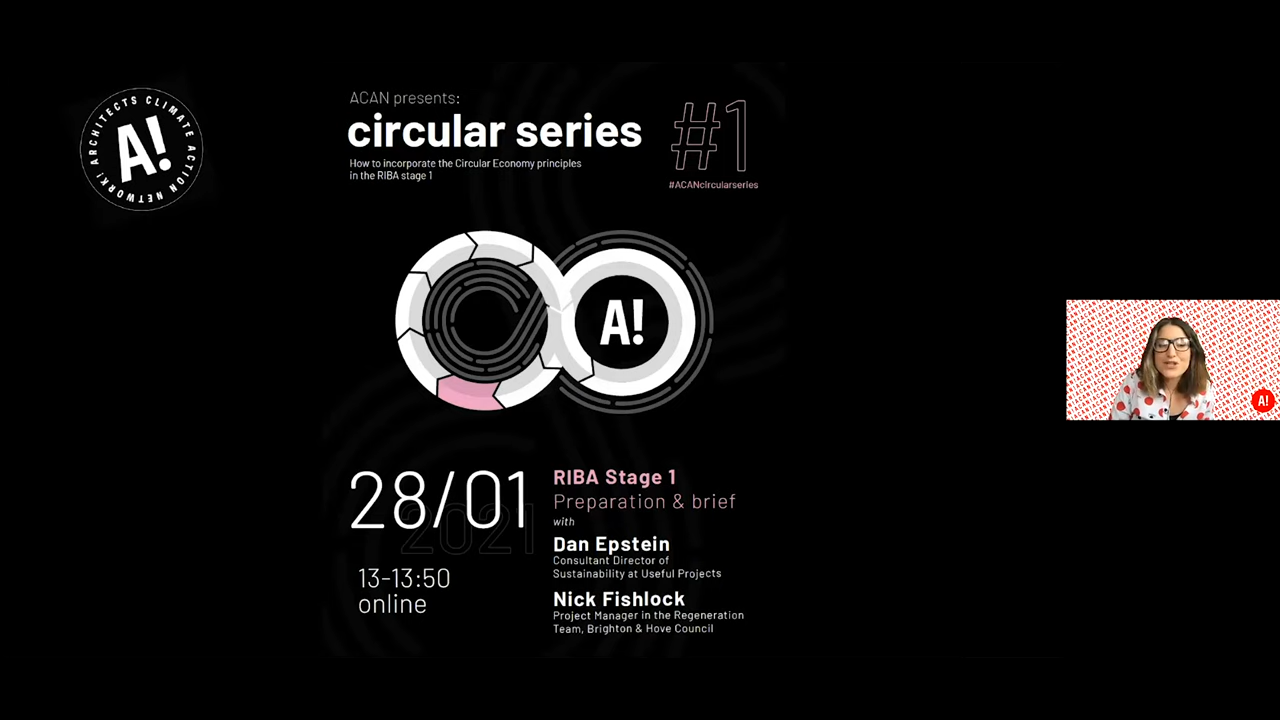 ARCHITECTS CLIMATE ACTION NETWORK!
A!
ACAN presents:
circular series
How to incorporate the Circular Economy principles
in the RIBA stage 1
#1
#ACANcircularseries
A!
28/01
2021
13-13:50
online
RIBA Stage 1
Preparation & brief
with
Dan Epstein
Consultant Director of
Sustainability at Useful Projects
Nick Fishlock
Project Manager in the Regeneration
Team, Brighton & Hove Council
A!